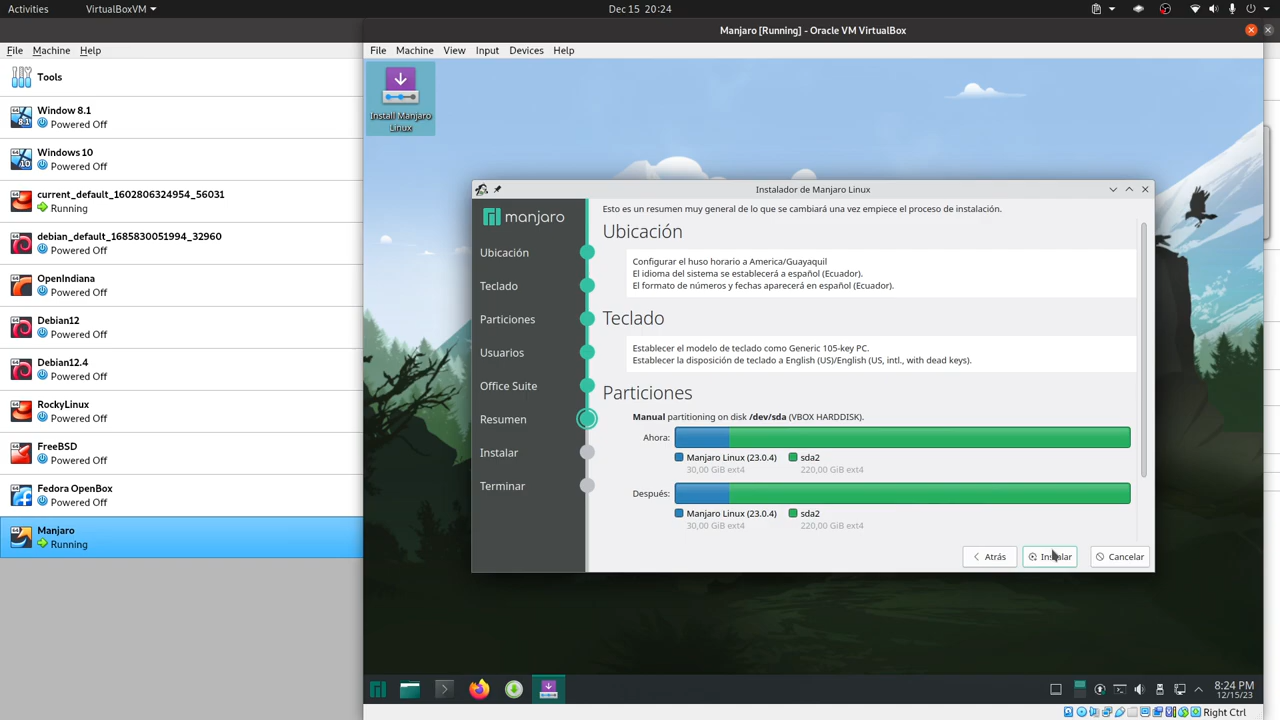 Activities
VirtualBoxVM
Dec 15 20:24
Manjaro [Running] - Oracle VM VirtualBox
File Machine Help
File Machine View Input Devices Help
Tools
Window 8.1
Powered Off
Windows 10
Powered Off
current_default_1602806324954_56031
Running
debian_default_1685830051994_32960
Powered Off
OpenIndiana
Powered Off
Debian12
Powered Off
Debian12.4
Powered Off
RockyLinux
Powered Off
FreeBSD
Powered Off
Fedora OpenBox
Powered Off
Manjaro
Running
Install Manjaro
Linux
Instalador de Manjaro Linux
manjaro
Ubicación
Teclado
Particiones
Usuarios
Office Suite
Resumen
Instalar
Terminar
Esto es un resumen muy general de lo que se cambiará una vez empiece el proceso de instalación.
Ubicación
Configurar el huso horario a America/Guayaquil
El idioma del sistema se establecerá a español (Ecuador).
El formato de números y fechas aparecerá en español (Ecuador).
Teclado
Establecer el modelo de teclado como Generic 105-key PC.
Establecer la disposición de teclado a English (US)/English (US, intl., with dead keys).
Particiones
Manual partitioning on disk /dev/sda (VBOX HARDDISK).
Ahora:
Manjaro Linux (23.0.4) sda2
30,00 GiB ext4 220,00 GiB ext4
Después:
Manjaro Linux (23.0.4) sda2
30,00 GiB ext4 220,00 GiB ext4
Atrás Instalar Cancelar
8:24 PM
12/15/23
Right Ctrl